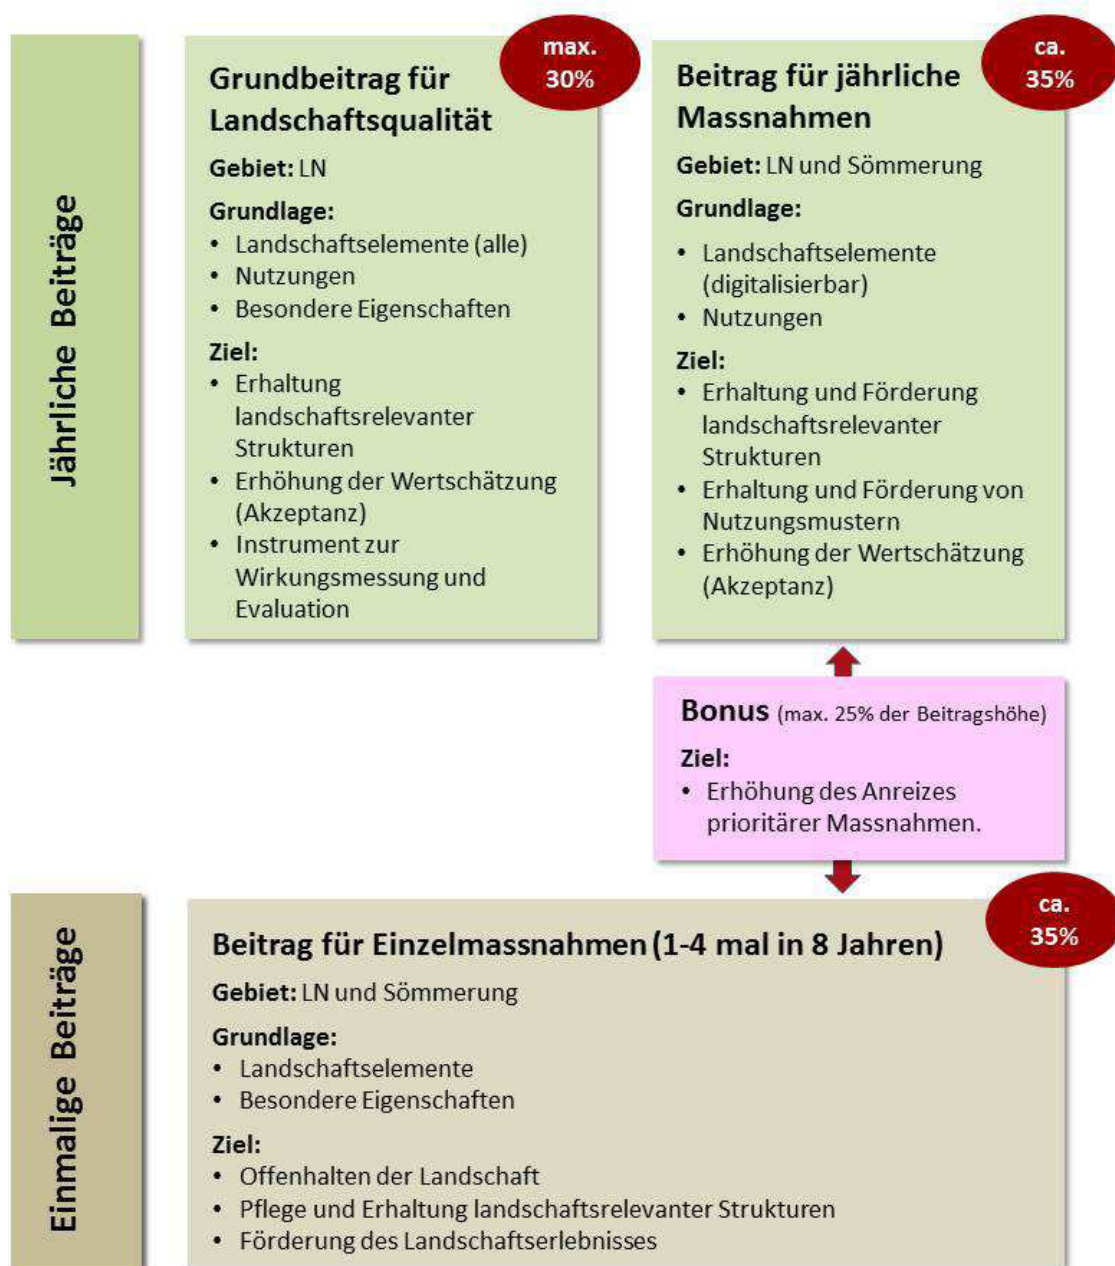 Jährliche Beiträge
max.
30%
Grundbeitrag für
Landschaftsqualität
Gebiet: LN
Grundlage:
• Landschaftselemente (alle)
• Nutzungen
• Besondere Eigenschaften
Ziel:
• Erhaltung
landschaftsrelevanter
Strukturen
• Erhöhung der Wertschätzung
(Akzeptanz)
• Instrument zur
Wirkungsmessung und
Evaluation
ca.
35%
Beitrag für jährliche
Massnahmen
Gebiet: LN und Sömmerung
Grundlage:
• Landschaftselemente
(digitalisierbar)
• Nutzungen
Ziel:
• Erhaltung und Förderung
landschaftsrelevanter
Strukturen
• Erhaltung und Förderung von
Nutzungsmustern
• Erhöhung der Wertschätzung
(Akzeptanz)
Bonus (max. 25% der Beitragshöhe)
Ziel:
• Erhöhung des Anreizes
prioritärer Massnahmen.
Einmalige Beiträge
ca.
35%
Beitrag für Einzelmassnahmen (1-4 mal in 8 Jahren)
Gebiet: LN und Sömmerung
Grundlage:
• Landschaftselemente
• Besondere Eigenschaften
Ziel:
• Offenhalten der Landschaft
• Pflege und Erhaltung landschaftsrelevanter Strukturen
• Förderung des Landschaftserlebnisses